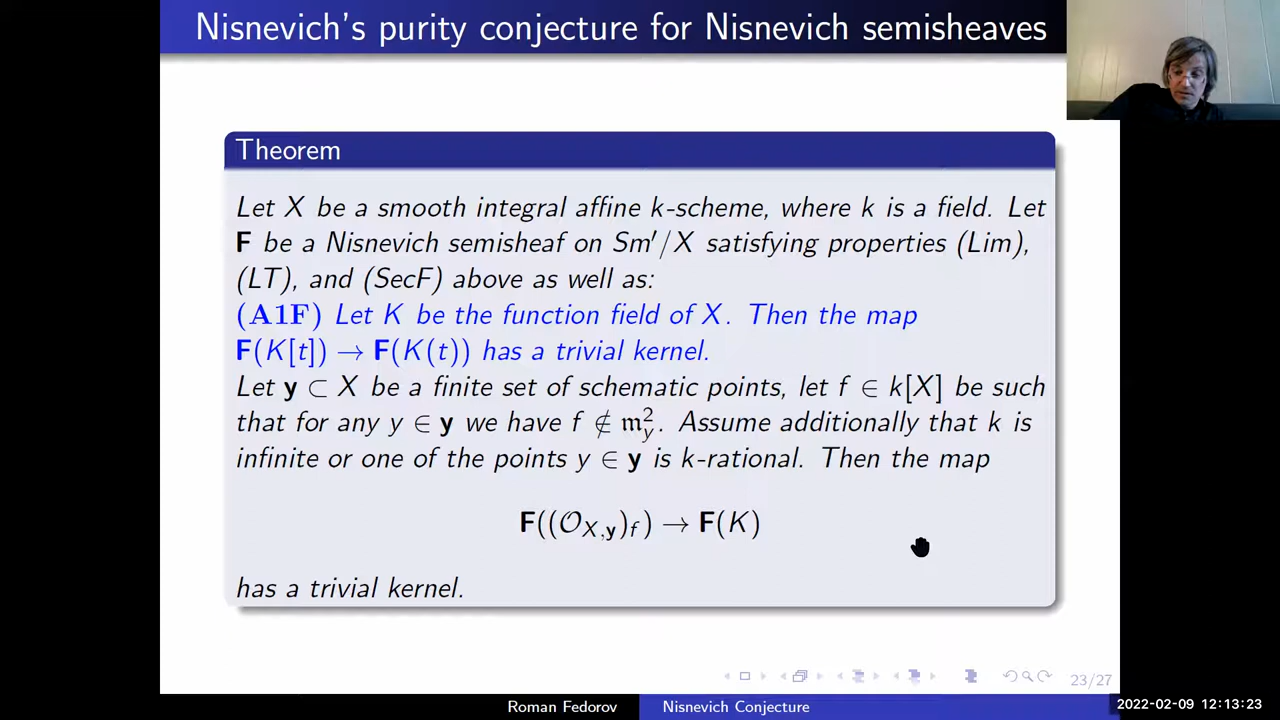 Nisnevich's purity conjecture for Nisnevich semisheaves
Theorem
Let X be a smooth integral affine k-scheme, where k is a field. Let
F be a Nisnevich semisheaf on Sm′/X satisfying properties (Lim),
(LT), and (SecF) above as well as:
(A1F) Let K be the function field of X. Then the map
F(K[t]) → F(K(t)) has a trivial kernel.
Let y ⊂ X be a finite set of schematic points, let f ∈ k[X] be such
that for any y ∈ y we have f ∉ 𝔪²_y. Assume additionally that k is
infinite or one of the points y ∈ y is k-rational. Then the map
F((𝒪_{X,y})_f) → F(K)
has a trivial kernel.
23/27
Roman Fedorov
Nisnevich Conjecture
2022-02-09 12:13:23